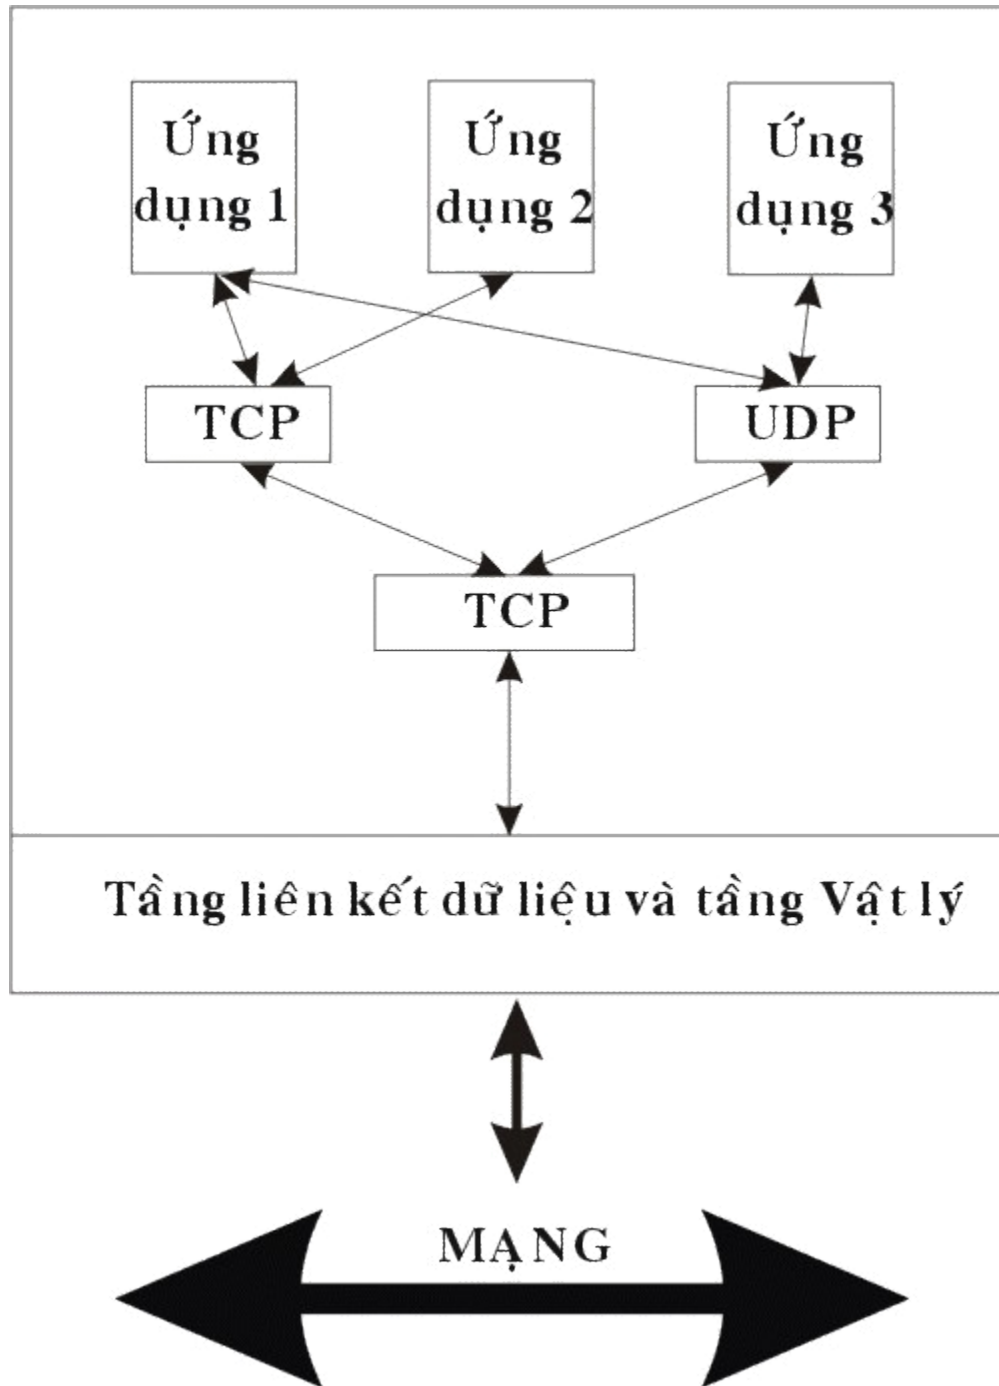 Ứng
dụng 1
Ứng
dụng 2
Ứng
dụng 3
TCP
UDP
TCP
Tầng liên kết dữ liệu và tầng Vật lý
MẠNG